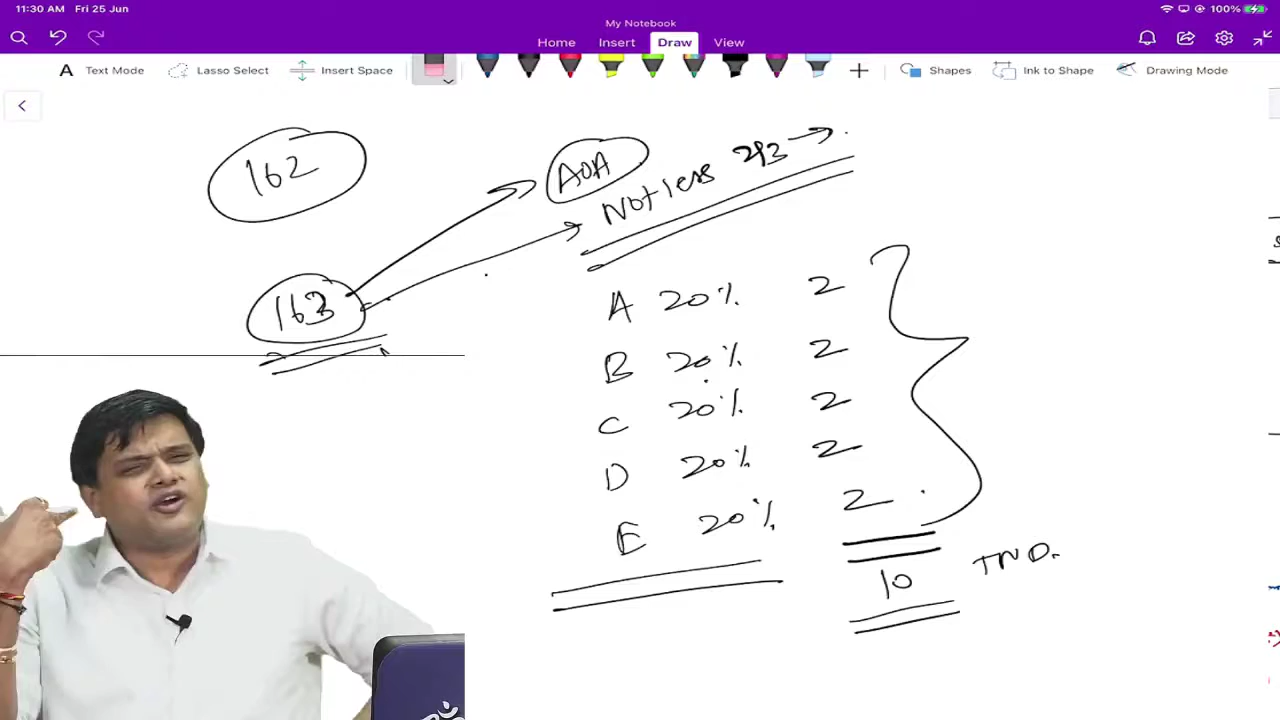 11:30 AM Fri 25 Jun
100%
My Notebook
Home Insert Draw View
A Text Mode Lasso Select Insert Space Shapes Ink to Shape Drawing Mode
162
AOA
Not less 2/3 →
163
A 20% 2
B 20% 2
C 20% 2
D 20% 2
E 20% 2
10
ॐ